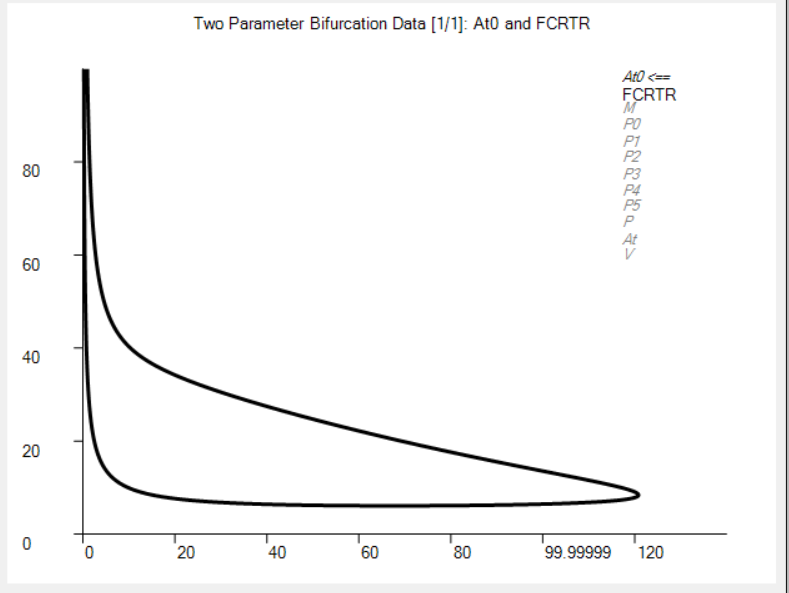 Two Parameter Bifurcation Data [1/1]: At0 and FCRTR
At0 <==
FCRTR
M
P0
P1
P2
P3
P4
P5
P
At
V
80
60
40
20
0
0 20 40 60 80 99.99999 120